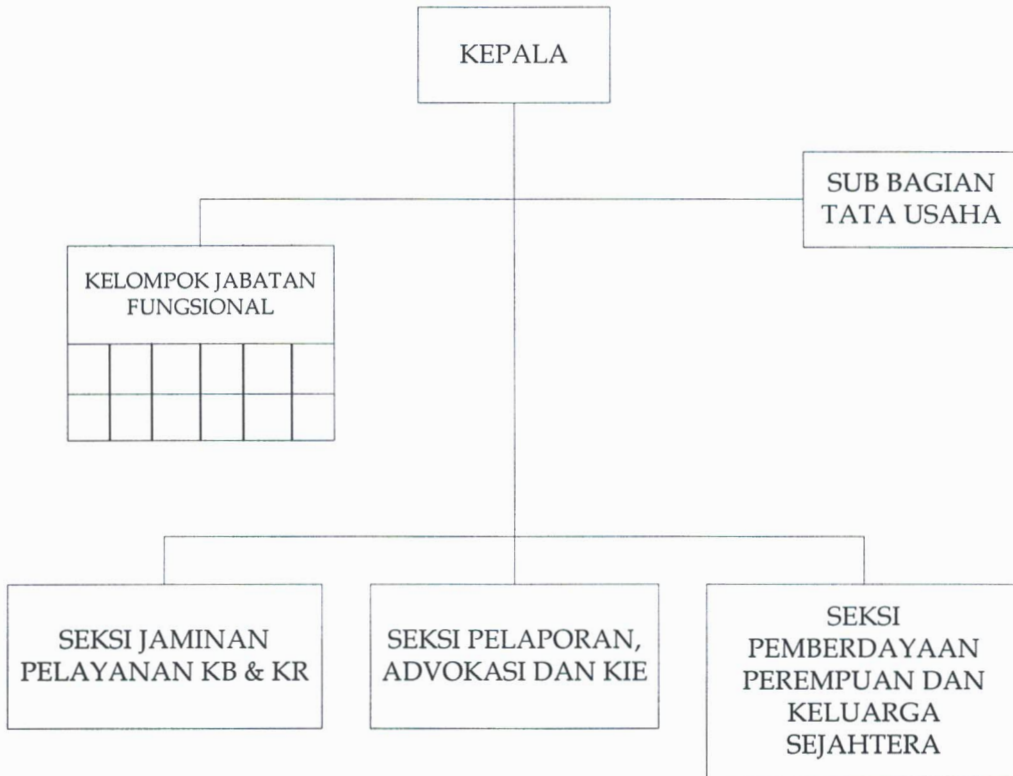 KEPALA
SUB BAGIAN
TATA USAHA
KELOMPOK JABATAN
FUNGSIONAL
SEKSI JAMINAN
PELAYANAN KB & KR
SEKSI PELAPORAN,
ADVOKASI DAN KIE
SEKSI
PEMBERDAYAAN
PEREMPUAN DAN
KELUARGA
SEJAHTERA